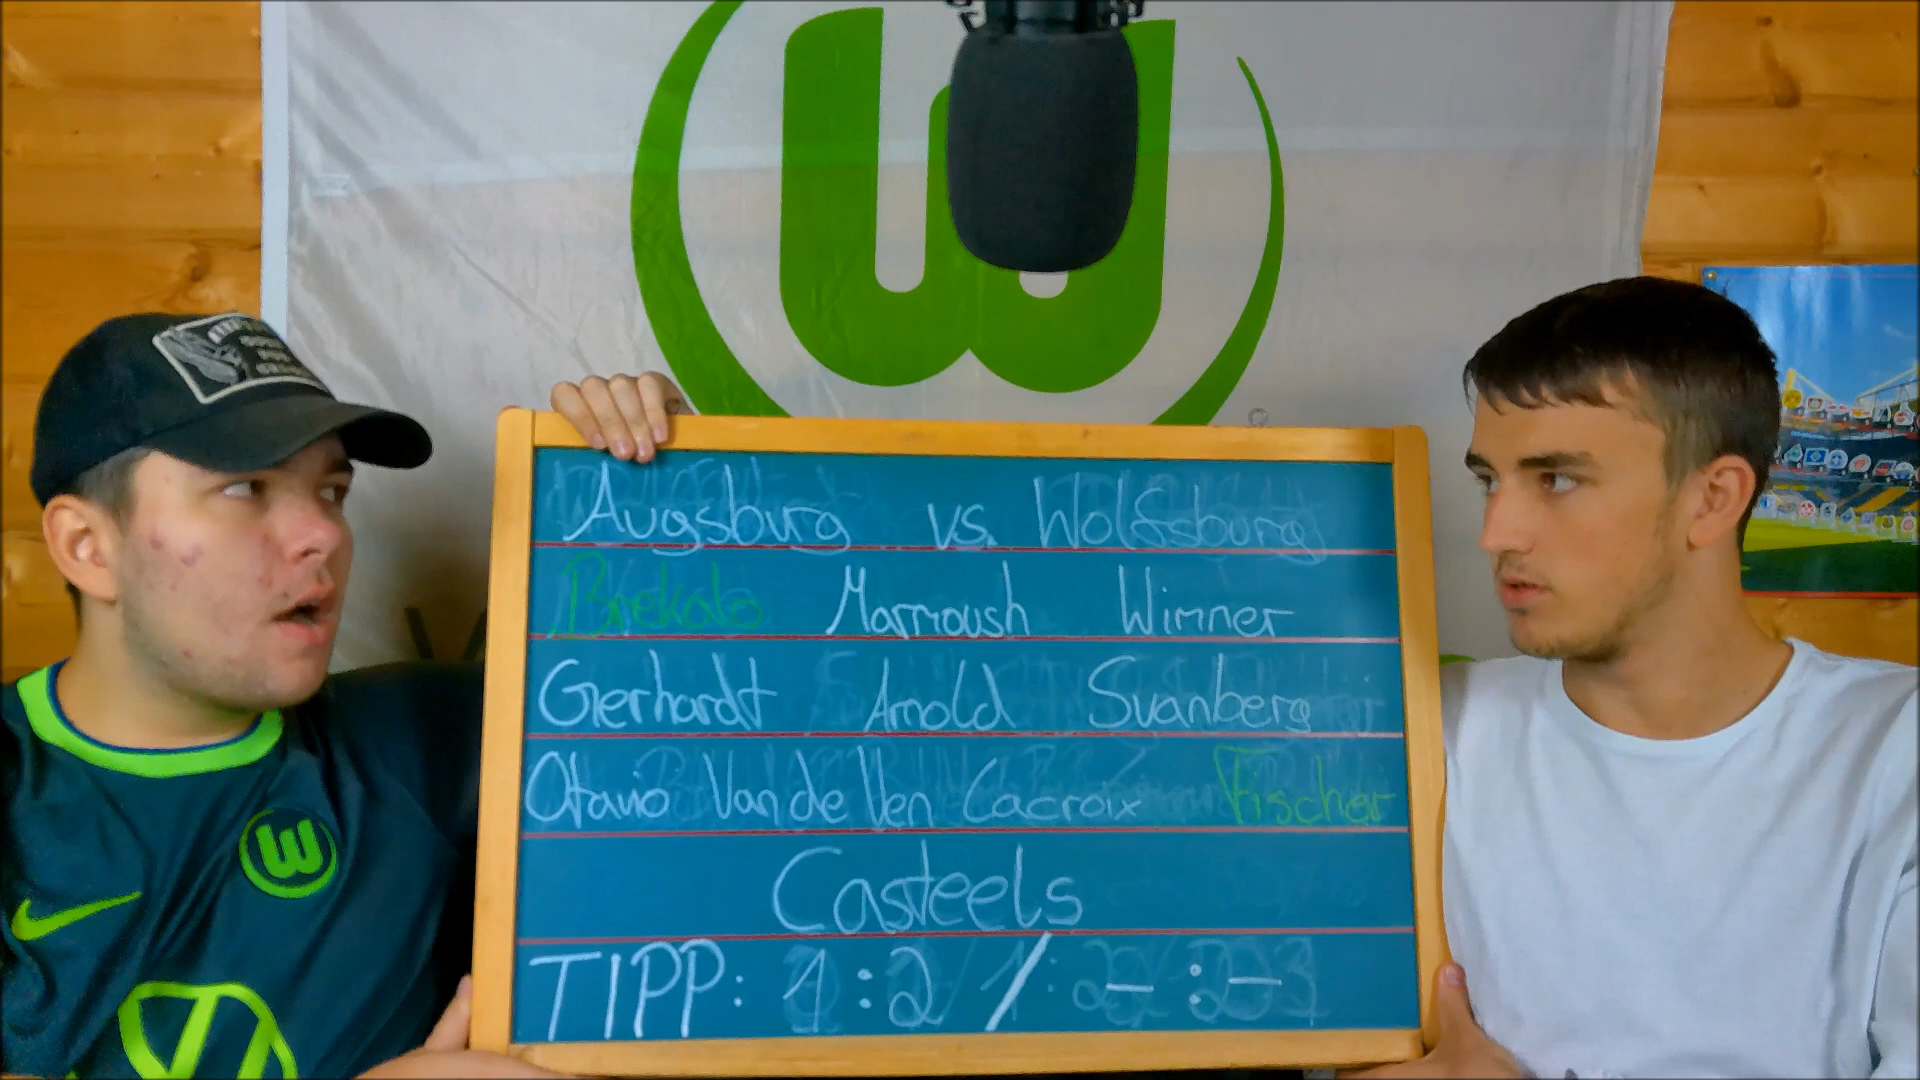 Augsburg vs. Wolfsburg
Brekalo Marmoush Wimmer
Gerhardt Arnold Svanberg
Otavio Van de Ven Lacroix Fischer
Casteels
TIPP: 1:2 / - : -